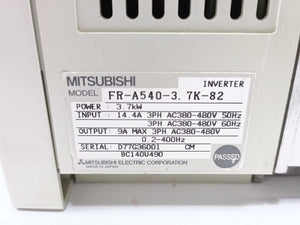 MITSUBISHI
INVERTER
MODEL FR-A540-3.7K-82
POWER : 3.7kW
INPUT : 14.4A 3PH AC380-480V 50Hz
3PH AC380-480V 60Hz
OUTPUT: 9A MAX 3PH AC380-480V
0.2-400Hz
SERIAL: D77G36001 CM
BC140U490
PASSED
MITSUBISHI ELECTRIC CORPORATION
MADE IN JAPAN